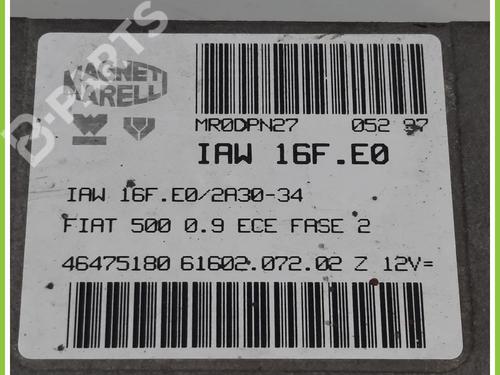 MAGNETI
MARELLI
B-PARTS
MR0DPN27 052 97
IAW 16F.E0
IAW 16F.E0/2A30-34
FIAT 500 0.9 ECE FASE 2
46475180 61602.072.02 Z 12V=